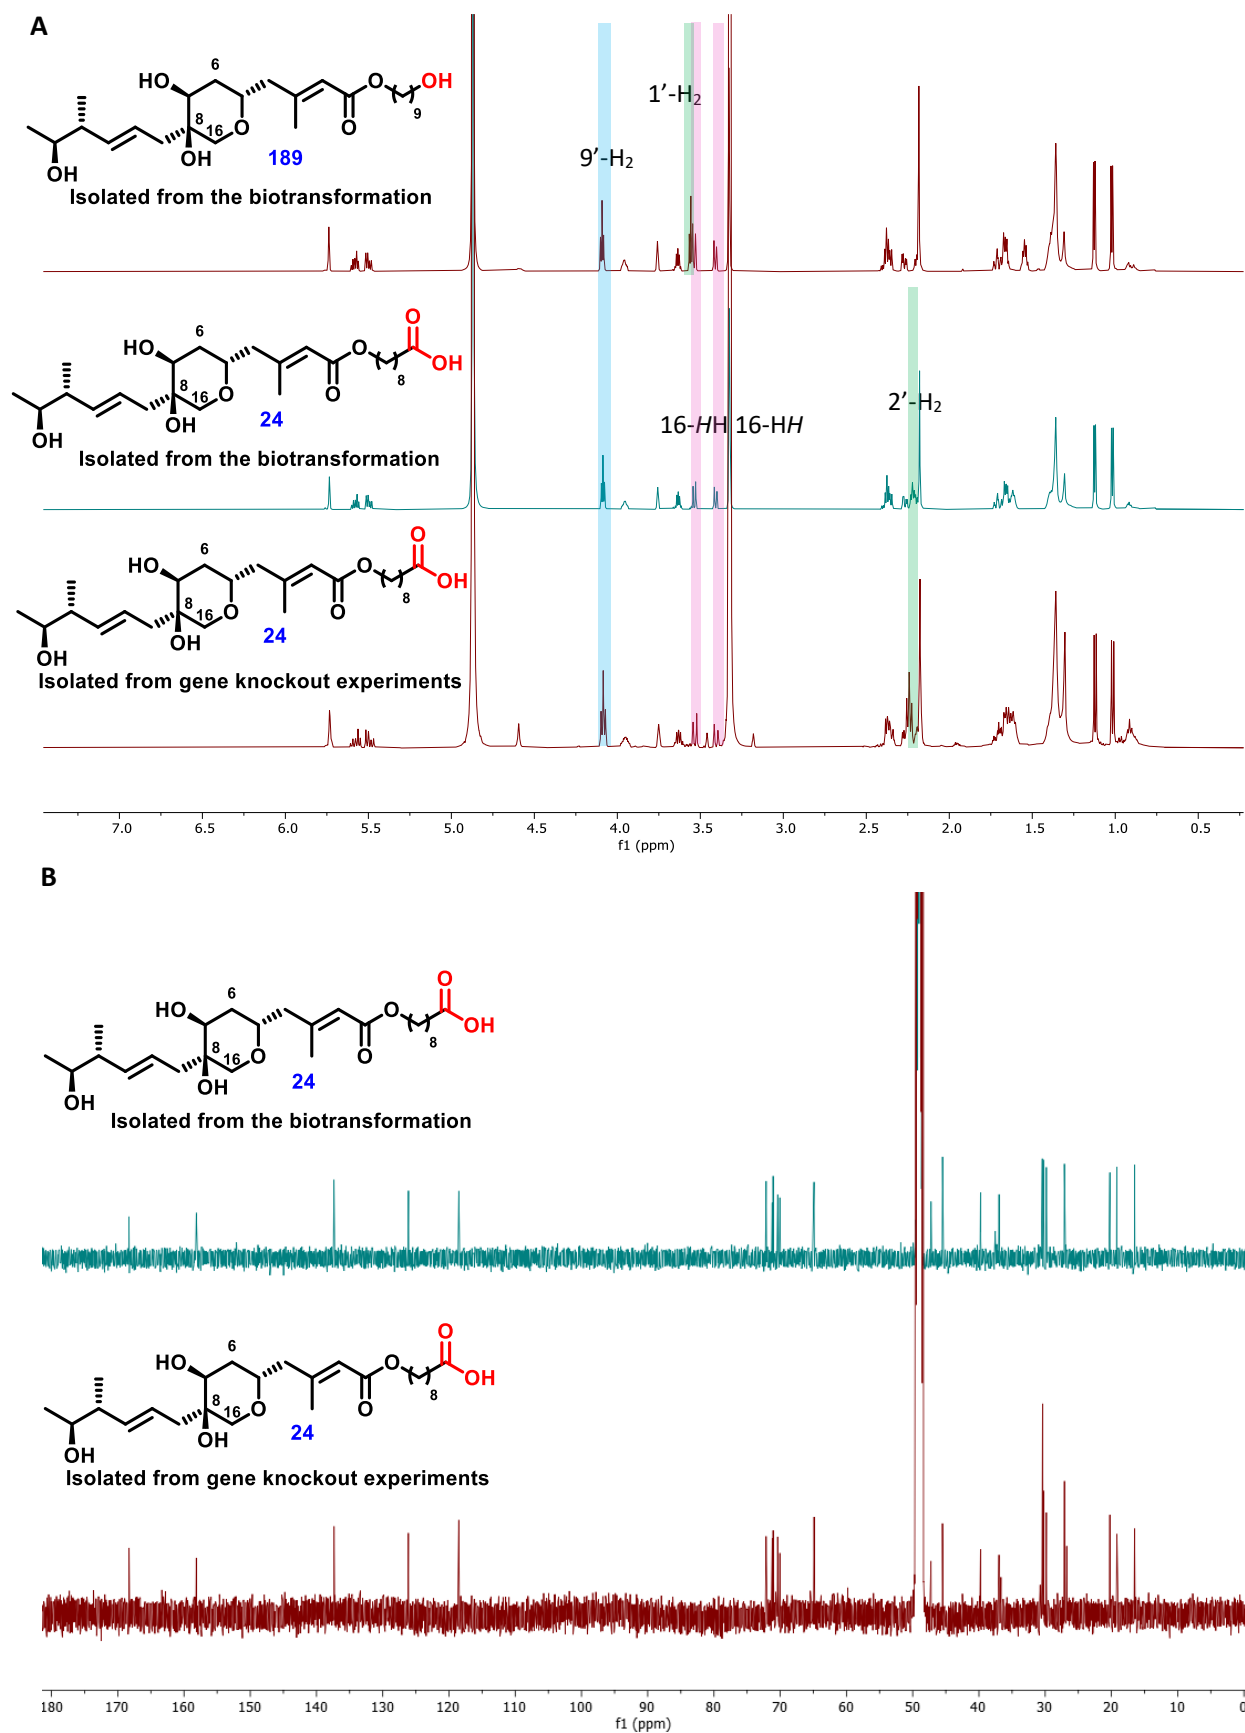 A
HO
6
O
OH
9
O
8
16
O
OH
189
OH
Isolated from the biotransformation
1’-H2
9’-H2
O
HO
6
O
OH
8
O
8
16
O
OH
24
OH
Isolated from the biotransformation
2’-H2
16-HH 16-HH
O
HO
6
O
OH
8
O
8
16
O
OH
24
OH
Isolated from gene knockout experiments
7.0 6.5 6.0 5.5 5.0 4.5 4.0 3.5 3.0 2.5 2.0 1.5 1.0 0.5
f1 (ppm)
B
O
HO
6
O
OH
8
O
8
16
O
OH
24
OH
Isolated from the biotransformation
O
HO
6
O
OH
8
O
8
16
O
OH
24
OH
Isolated from gene knockout experiments
180 170 160 150 140 130 120 110 100 90 80 70 60 50 40 30 20 10 0
f1 (ppm)